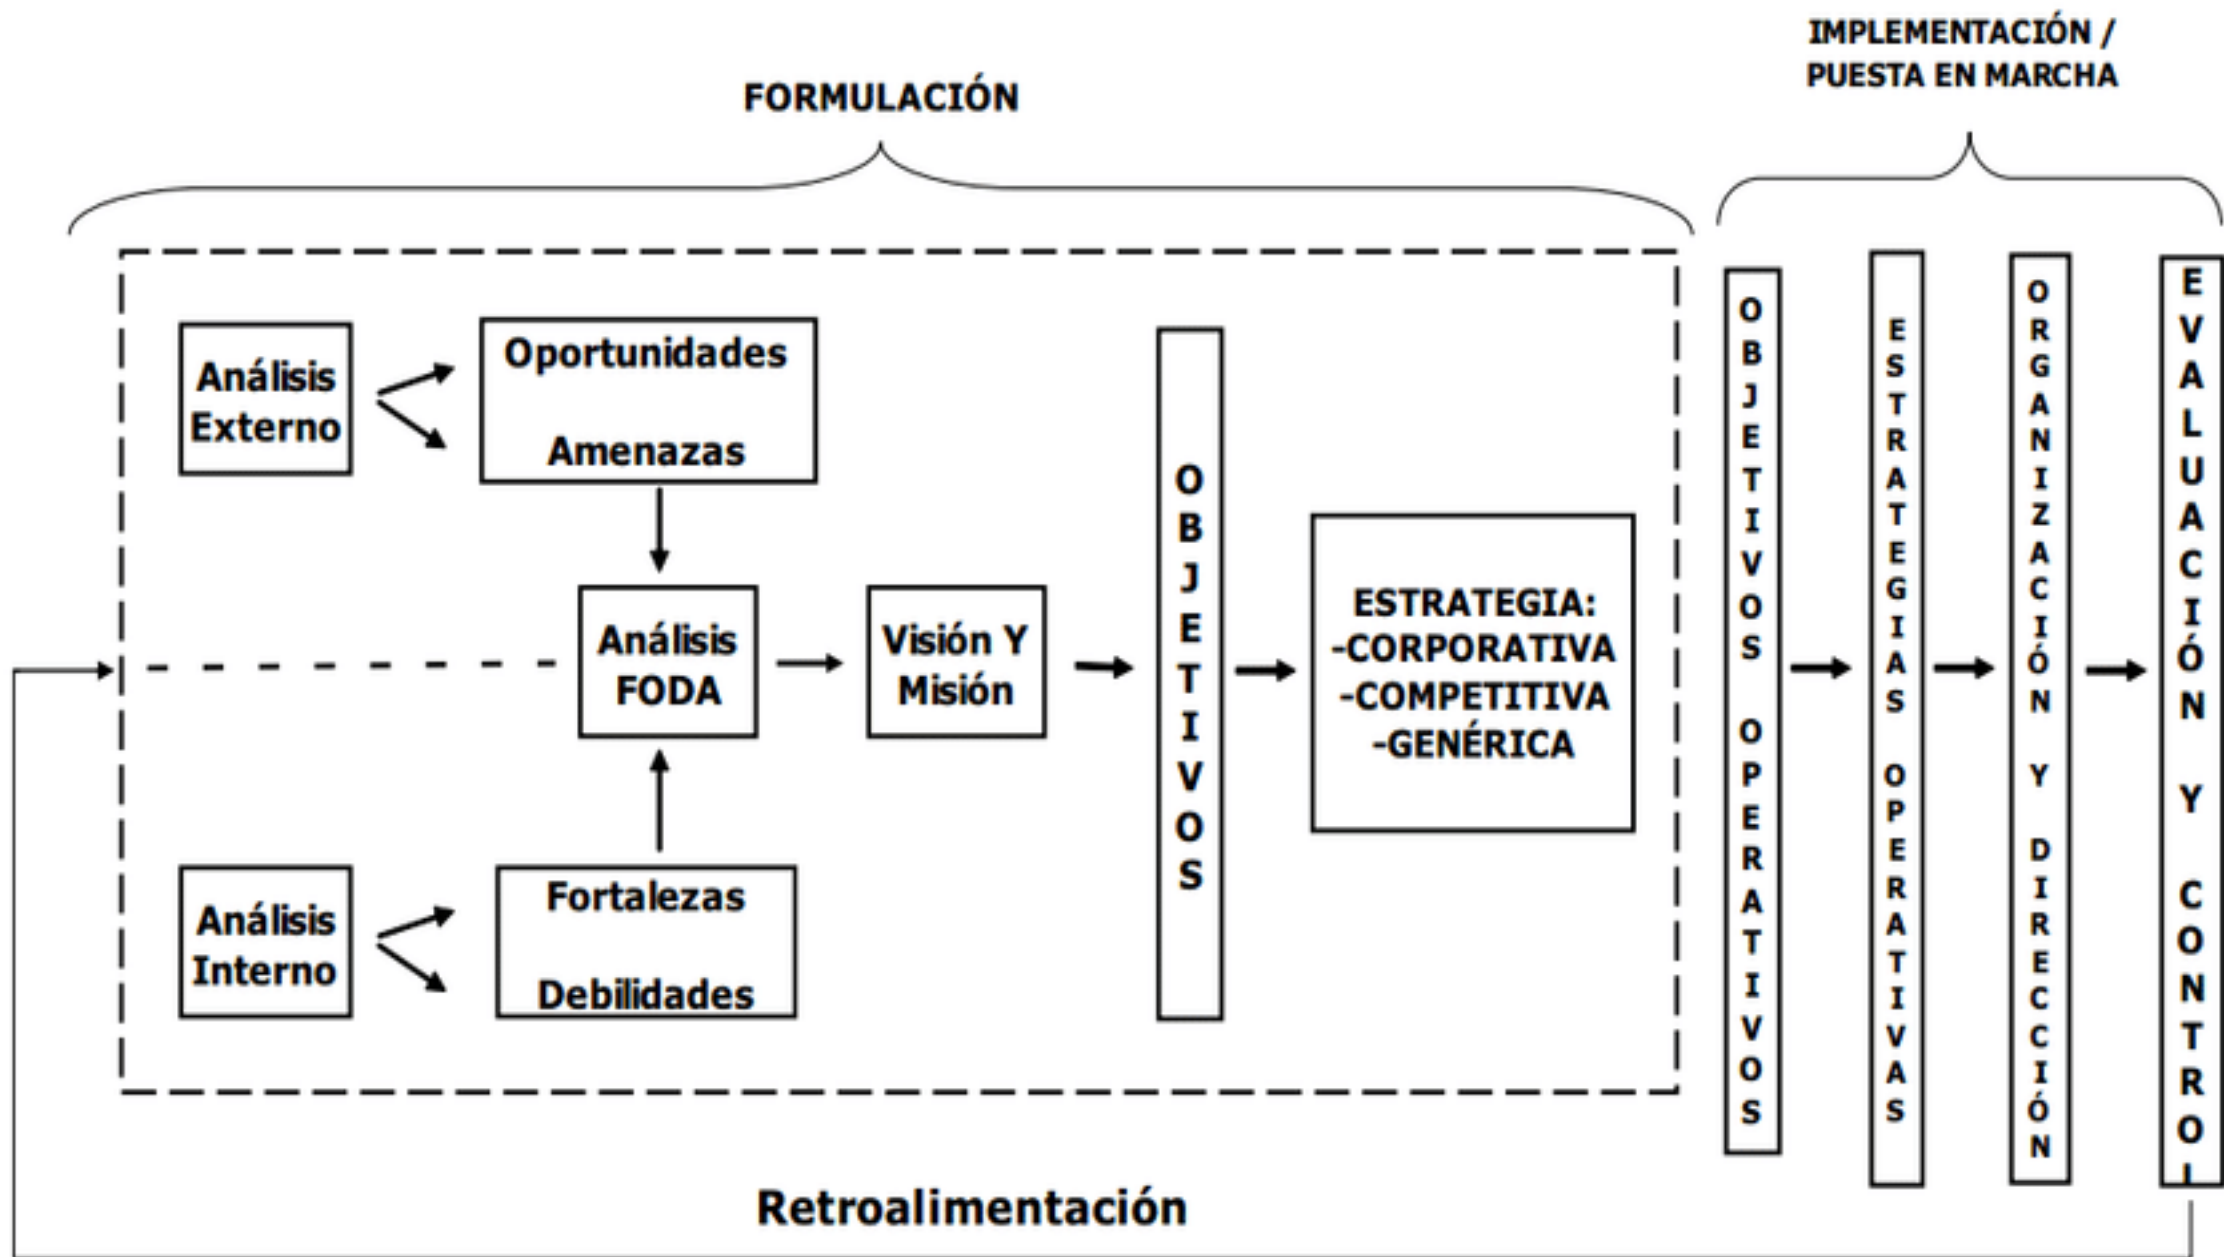 FORMULACIÓN
IMPLEMENTACIÓN /
PUESTA EN MARCHA
Análisis
Externo
Oportunidades
Amenazas
Análisis
FODA
Visión Y
Misión
Análisis
Interno
Fortalezas
Debilidades
OBJETIVOS
ESTRATEGIA:
-CORPORATIVA
-COMPETITIVA
-GENÉRICA
OBJETIVOS OPERATIVOS
ESTRATEGIAS OPERATIVAS
ORGANIZACIÓN Y DIRECCIÓN
EVALUACIÓN Y CONTROL
Retroalimentación